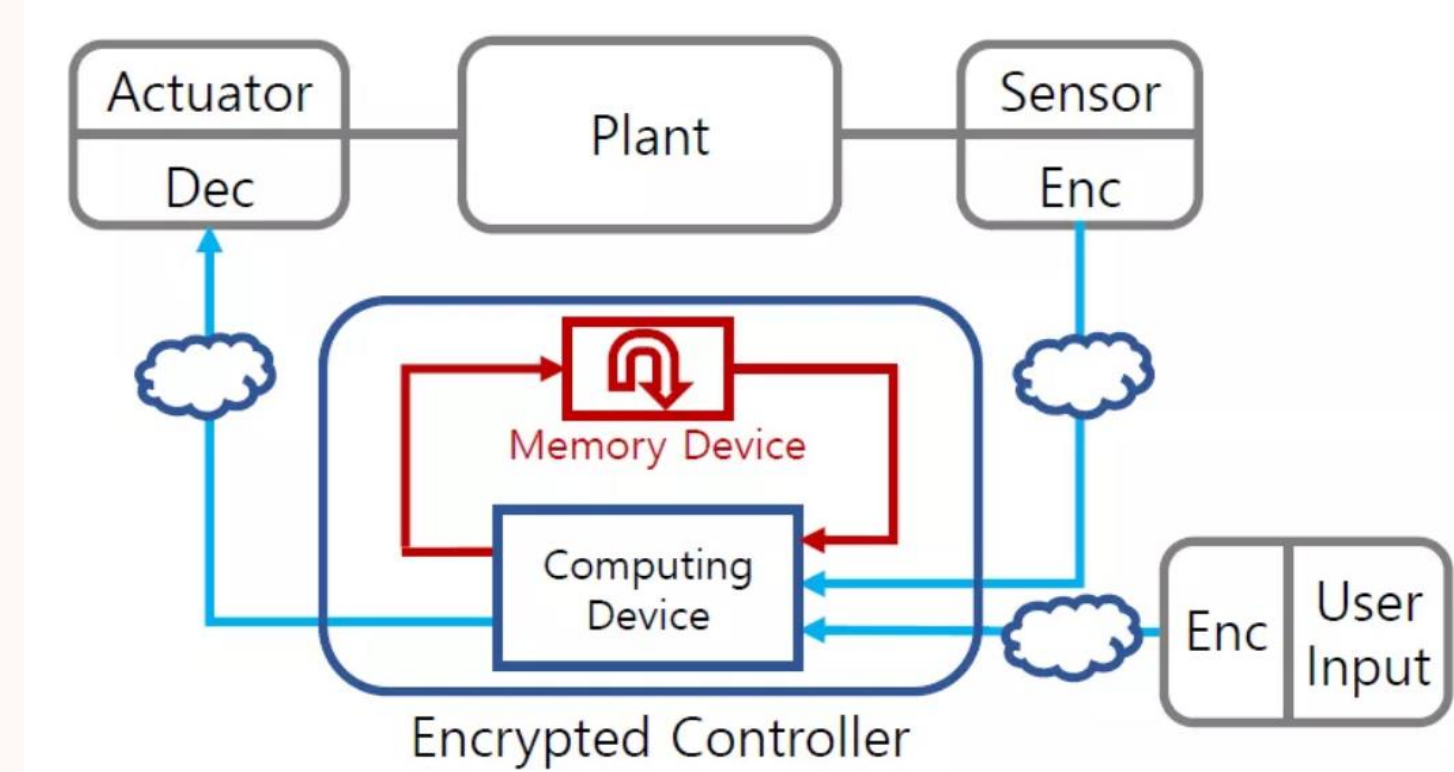 Actuator
Dec
Plant
Sensor
Enc
Memory Device
Computing
Device
Enc
User
Input
Encrypted Controller